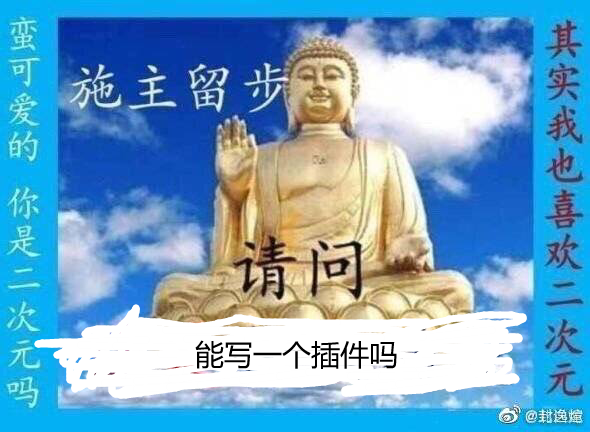 蛮可爱的 你是二次元吗
施主留步
请问
能写一个插件吗
其实我也喜欢二次元
@封逸煊